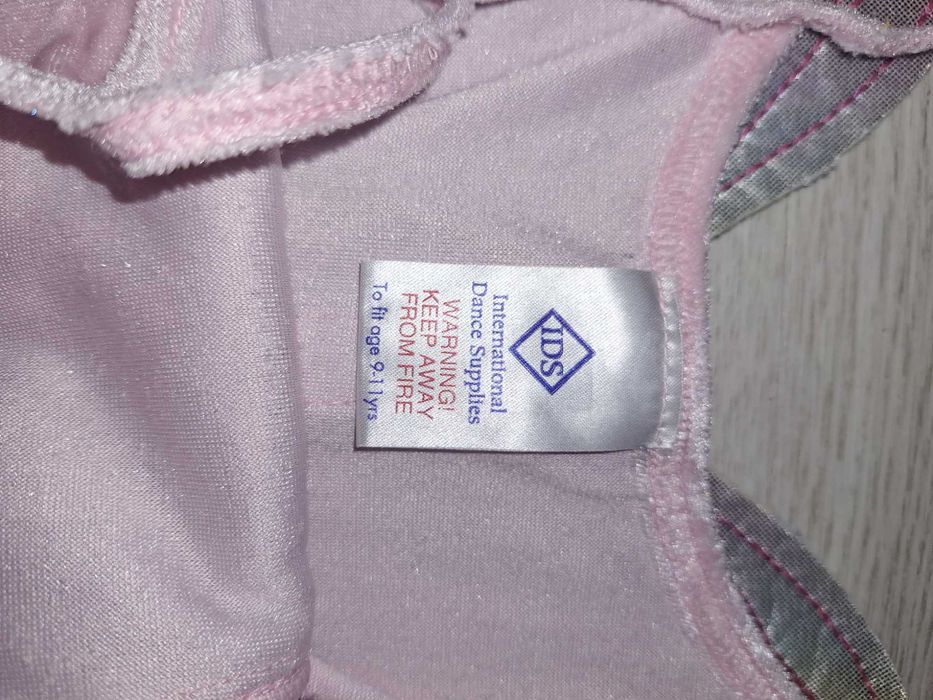 IDS
International
Dance Supplies
WARNING!
KEEP AWAY
FROM FIRE
To fit age 9-11yrs